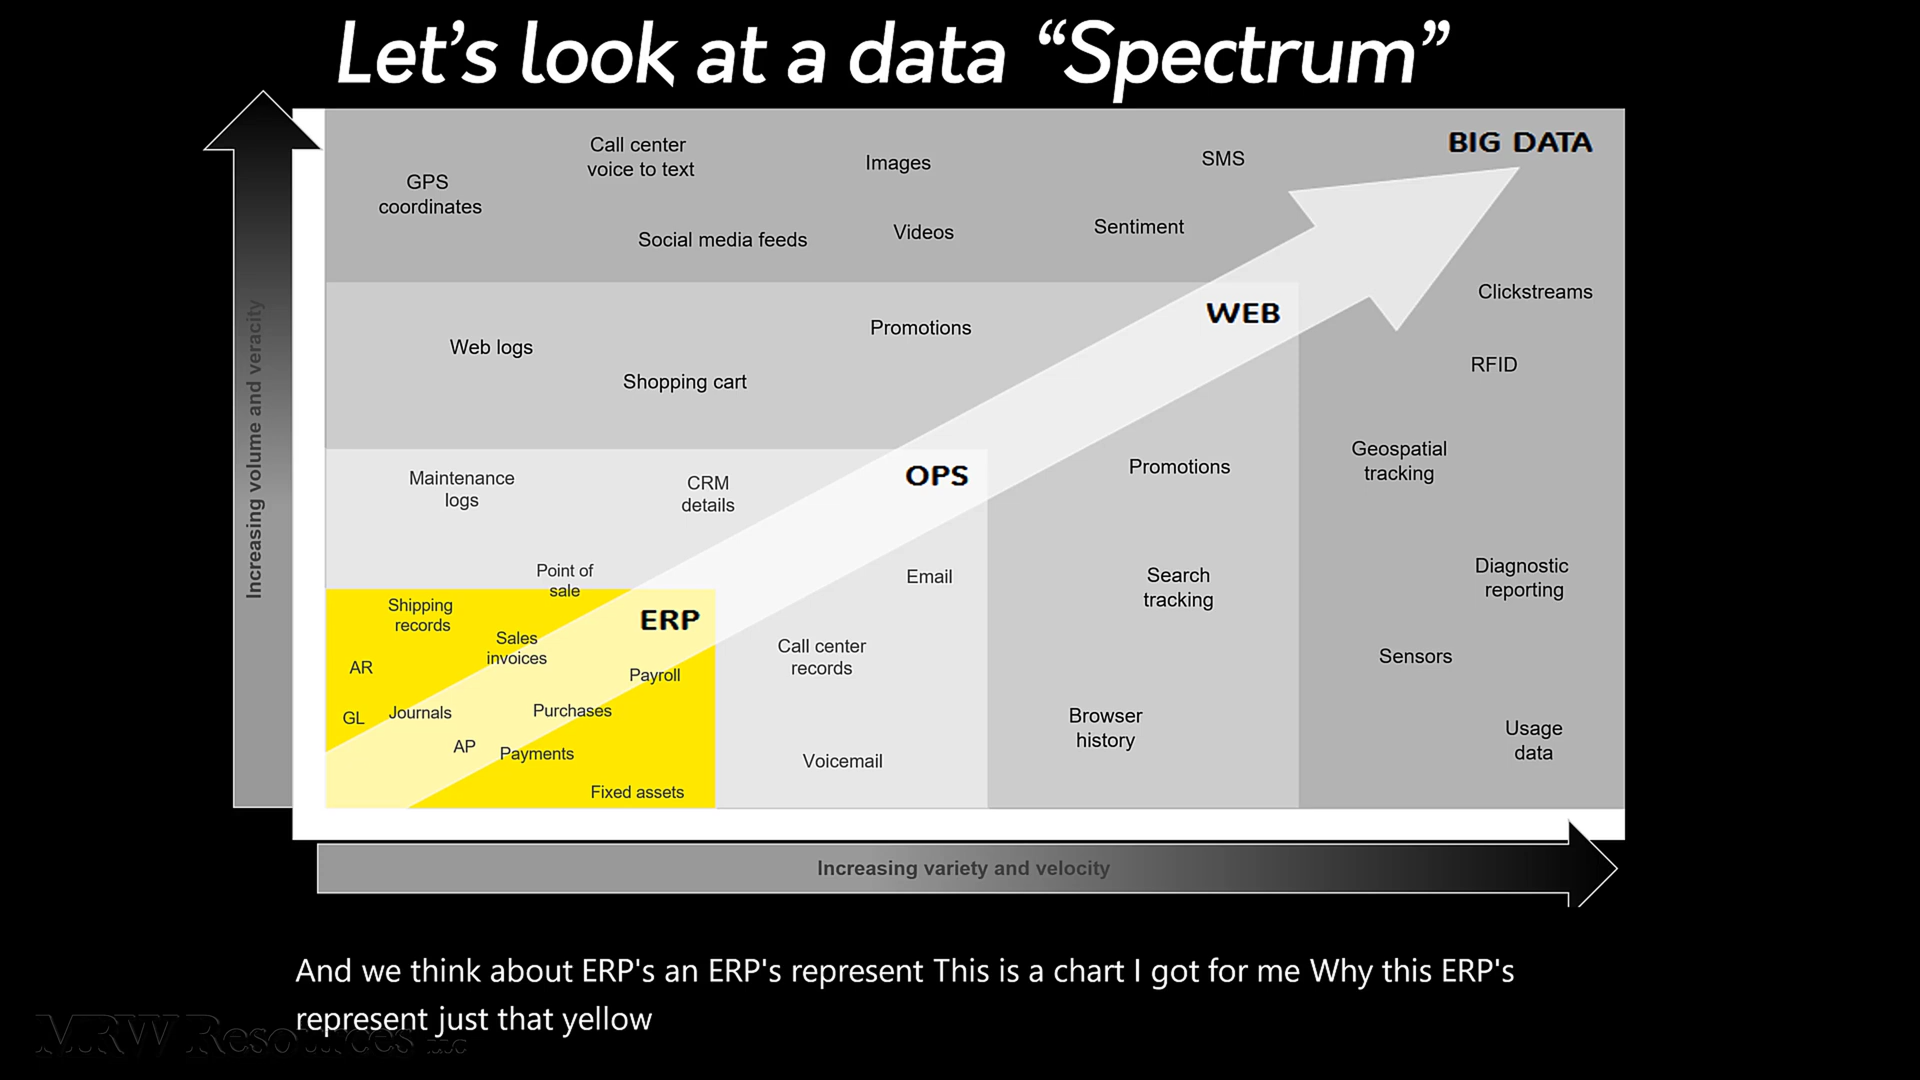 Let's look at a data “Spectrum”
BIG DATA
Call center
voice to text
Images
SMS
GPS
coordinates
Social media feeds
Videos
Sentiment
Clickstreams
WEB
Promotions
Web logs
Shopping cart
RFID
Geospatial
tracking
Promotions
OPS
Maintenance
logs
CRM
details
Email
Search
tracking
Diagnostic
reporting
Point of
sale
ERP
Shipping
records
Sales
invoices
AR
Payroll
GL
Journals
Purchases
AP
Payments
Fixed assets
Call center
records
Voicemail
Browser
history
Sensors
Usage
data
Increasing volume and veracity
Increasing variety and velocity
And we think about ERP's an ERP's represent This is a chart I got for me Why this ERP's
represent just that yellow
MRW Resources LLC